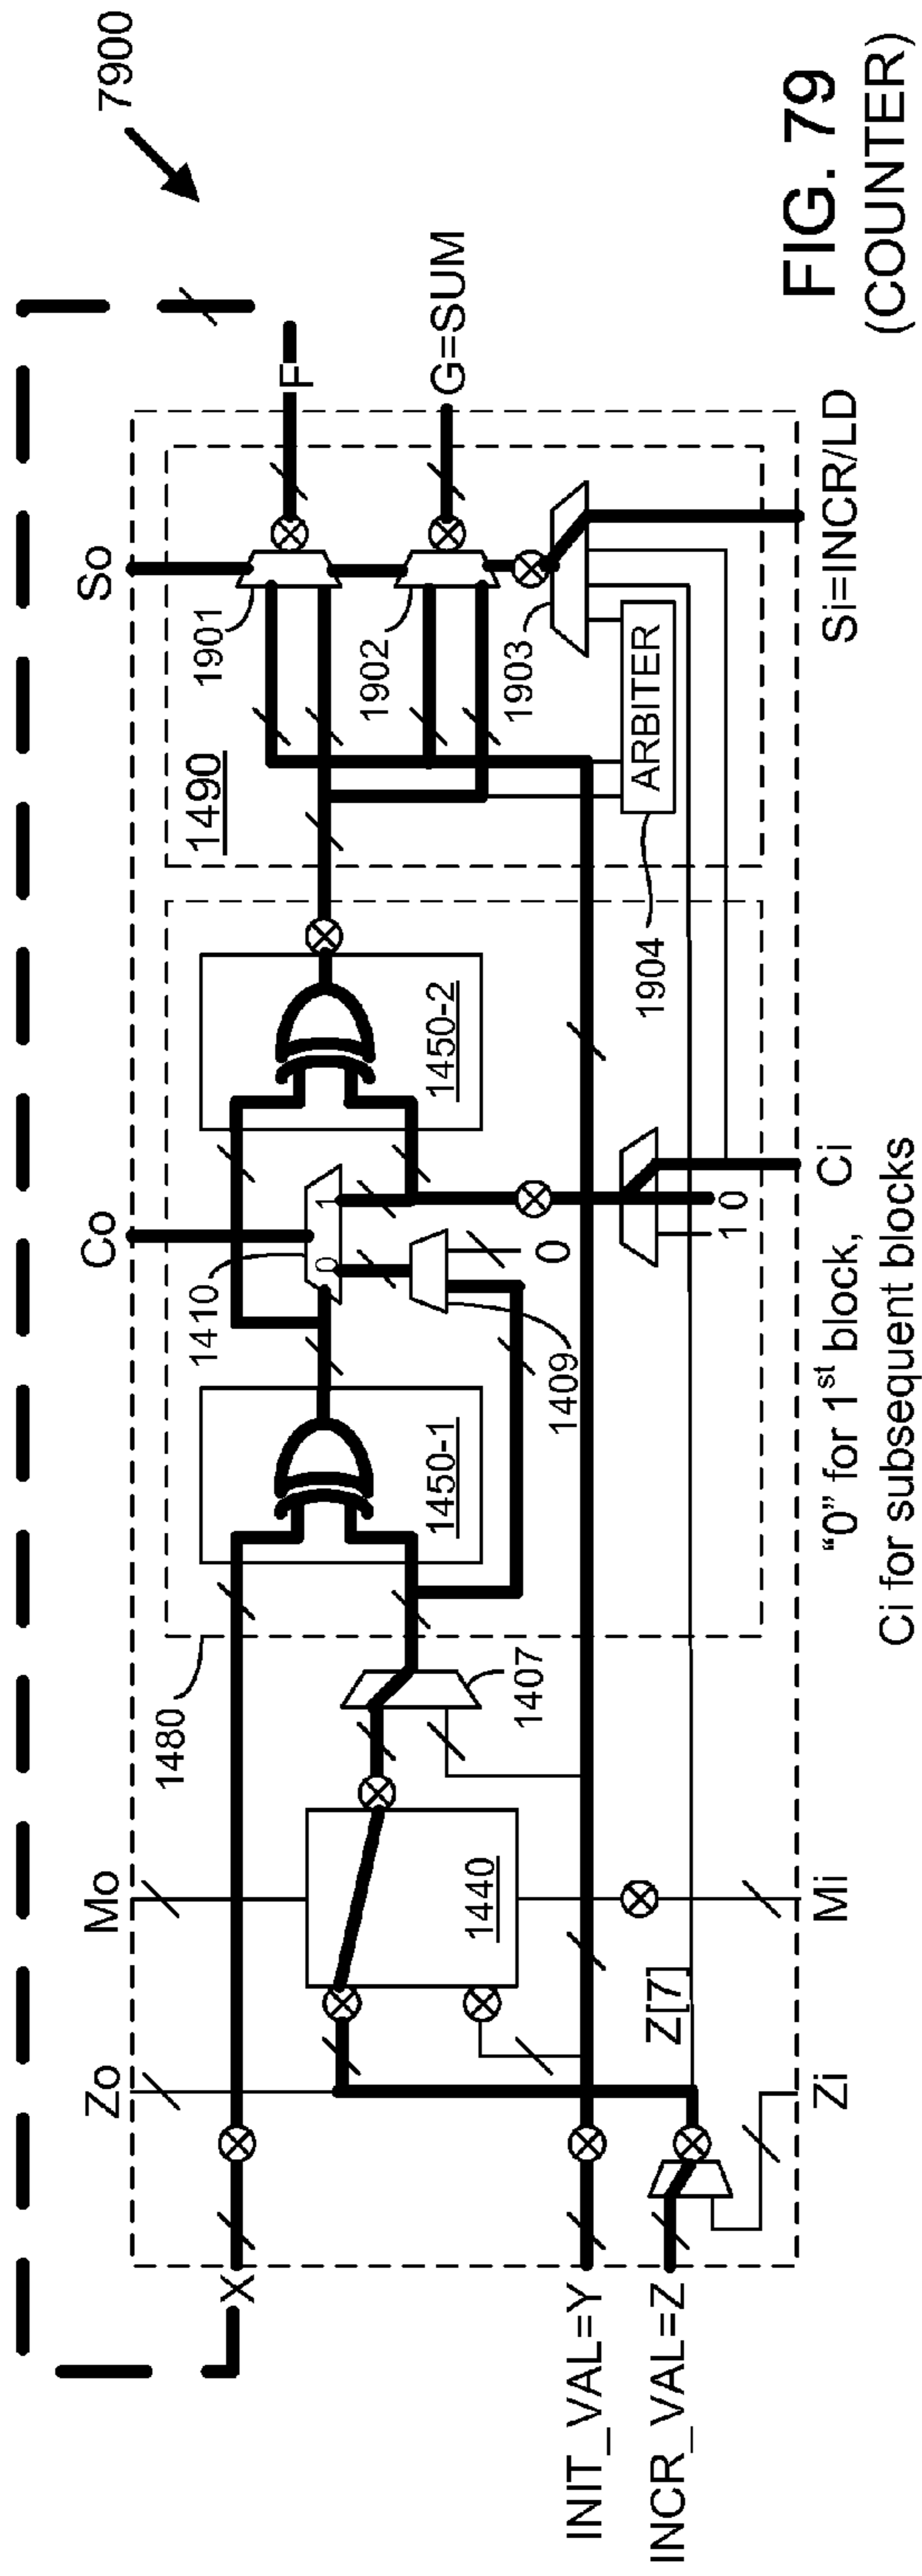 7900
So
Co
Mo
Zo
1901
1490
F
1902
G=SUM
1903
ARBITER
1904
1450-2
1410
0
1
1409
0
1450-1
1480
1407
1440
X
INIT_VAL=Y
INCR_VAL=Z
Z[7]
1 0
Zi
Mi
Ci
Si=INCR/LD
"0" for 1st block,
Ci for subsequent blocks
FIG. 79
(COUNTER)